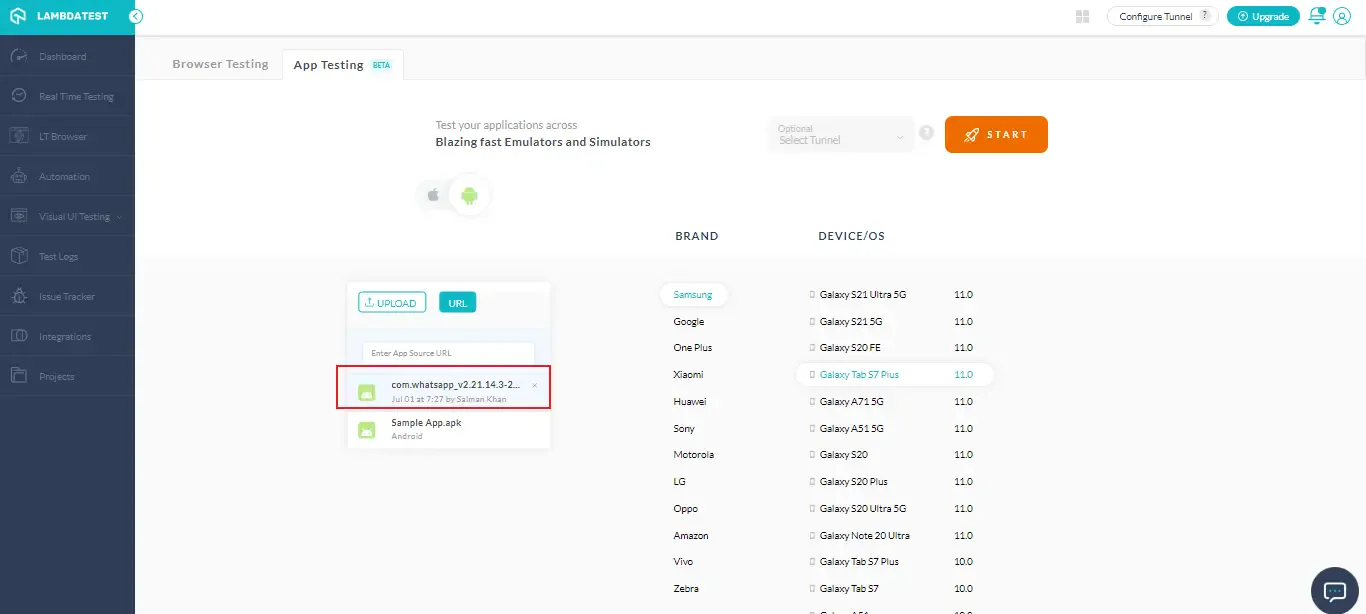 LAMBDATEST
Configure Tunnel ?
Upgrade
Dashboard
Real Time Testing
LT Browser
Automation
Visual UI Testing
Test Logs
Issue Tracker
Integrations
Projects
Browser Testing
App Testing BETA
Test your applications across
Blazing fast Emulators and Simulators
Optional
Select Tunnel
?
START
BRAND DEVICE/OS
UPLOAD URL
Enter App Source URL
com.whatsapp_v2.21.14.3-2... ×
Jul 01 at 7:27 by Salman Khan
Sample App.apk
Android
Samsung Galaxy S21 Ultra 5G 11.0
Google Galaxy S21 5G 11.0
One Plus Galaxy S20 FE 11.0
Xiaomi Galaxy Tab S7 Plus 11.0
Huawei Galaxy A71 5G 11.0
Sony Galaxy A51 5G 11.0
Motorola Galaxy S20 11.0
LG Galaxy S20 Plus 11.0
Oppo Galaxy S20 Ultra 5G 11.0
Amazon Galaxy Note 20 Ultra 11.0
Vivo Galaxy Tab S7 Plus 10.0
Zebra Galaxy Tab S7 10.0